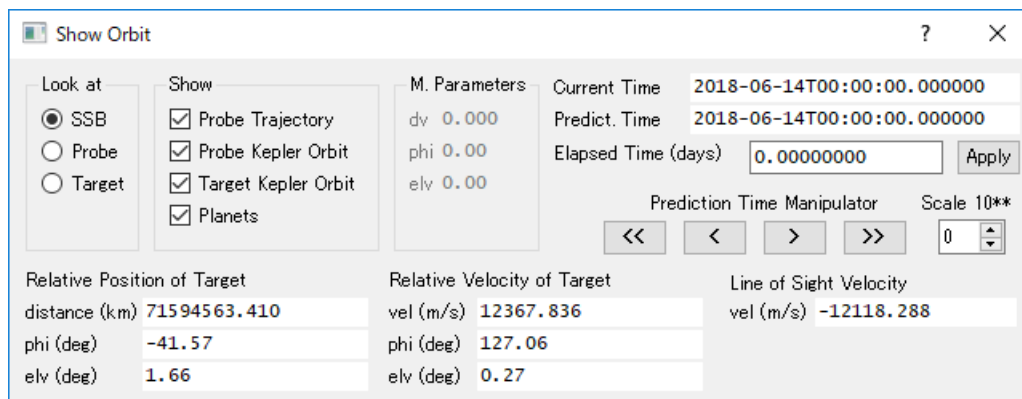 Show Orbit
?
Look at
SSB
Probe
Target
Show
Probe Trajectory
Probe Kepler Orbit
Target Kepler Orbit
Planets
M. Parameters
dv 0.000
phi 0.00
elv 0.00
Current Time 2018-06-14T00:00:00.000000
Predict. Time 2018-06-14T00:00:00.000000
Elapsed Time (days) 0.00000000 Apply
Prediction Time Manipulator Scale 10**
<< < > >> 0
Relative Position of Target
distance (km) 71594563.410
phi (deg) -41.57
elv (deg) 1.66
Relative Velocity of Target
vel (m/s) 12367.836
phi (deg) 127.06
elv (deg) 0.27
Line of Sight Velocity
vel (m/s) -12118.288